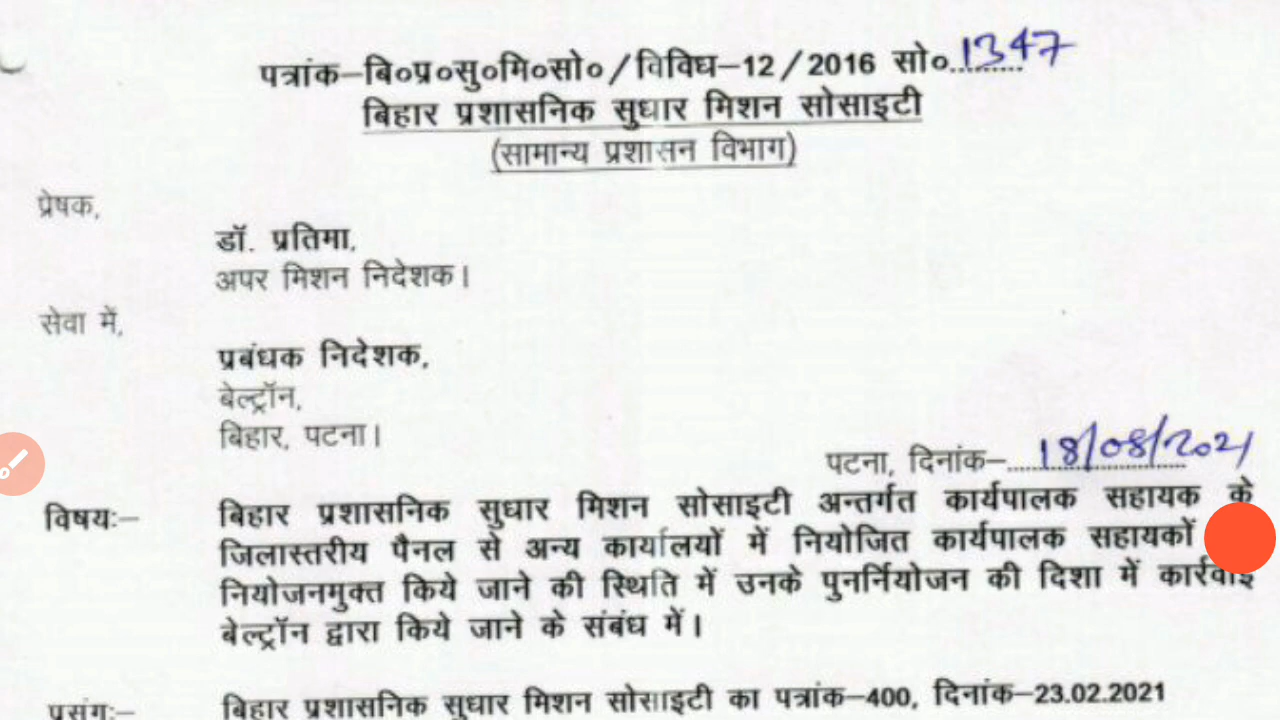 पत्रांक–बि०प्र०सु०मि०सो०/विविध–12/2016 सो०..1347
बिहार प्रशासनिक सुधार मिशन सोसाइटी
(सामान्य प्रशासन विभाग)
प्रेषक,
डॉ. प्रतिमा,
अपर मिशन निदेशक।
सेवा में,
प्रबंधक निदेशक,
बेल्ट्रॉन,
बिहार, पटना।
पटना, दिनांक–18/08/2021
विषयः– बिहार प्रशासनिक सुधार मिशन सोसाइटी अन्तर्गत कार्यपालक सहायक के
जिलास्तरीय पैनल से अन्य कार्यालयों में नियोजित कार्यपालक सहायकों
नियोजनमुक्त किये जाने की स्थिति में उनके पुनर्नियोजन की दिशा में कार्रवाई
बेल्ट्रॉन द्वारा किये जाने के संबंध में।
प्रसंगः– बिहार प्रशासनिक सुधार मिशन सोसाइटी का पत्रांक–400, दिनांक–23.02.2021